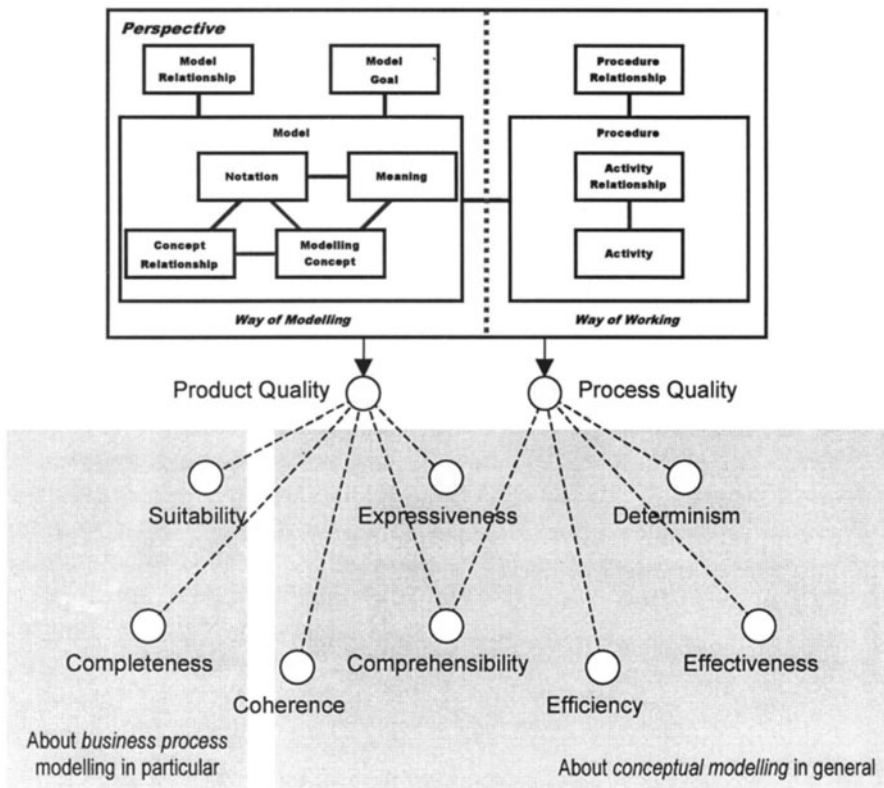 Perspective
Model
Relationship
Model
Goal
Procedure
Relationship
Model
Procedure
Notation
Meaning
Activity
Relationship
Concept
Relationship
Modelling
Concept
Activity
Way of Modelling
Way of Working
Product Quality
Process Quality
Suitability
Expressiveness
Determinism
Completeness
Comprehensibility
Effectiveness
Coherence
Efficiency
About business process
modelling in particular
About conceptual modelling in general